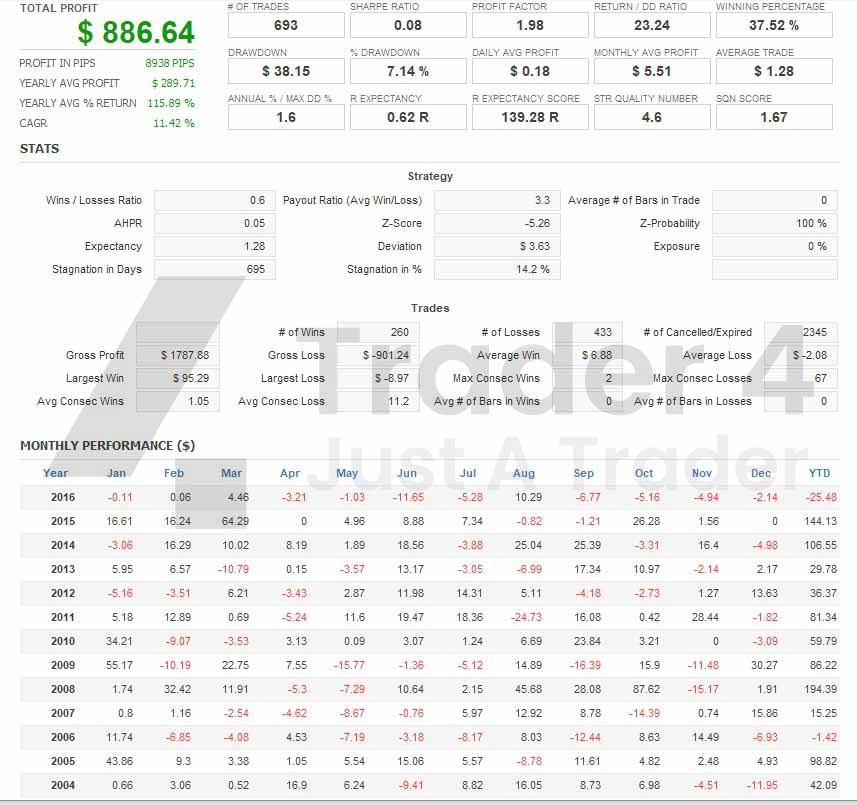 TOTAL PROFIT
$ 886.64
PROFIT IN PIPS 8938 PIPS
YEARLY AVG PROFIT $ 289.71
YEARLY AVG % RETURN 115.89 %
CAGR 11.42 %
# OF TRADES SHARPE RATIO PROFIT FACTOR RETURN / DD RATIO WINNING PERCENTAGE
693 0.08 1.98 23.24 37.52 %
DRAWDOWN % DRAWDOWN DAILY AVG PROFIT MONTHLY AVG PROFIT AVERAGE TRADE
$ 38.15 7.14 % $ 0.18 $ 5.51 $ 1.28
ANNUAL % / MAX DD % R EXPECTANCY R EXPECTANCY SCORE STR QUALITY NUMBER SQN SCORE
1.6 0.62 R 139.28 R 4.6 1.67
STATS
Strategy
Wins / Losses Ratio 0.6 Payout Ratio (Avg Win/Loss) 3.3 Average # of Bars in Trade 0
AHPR 0.05 Z-Score -5.26 Z-Probability 100 %
Expectancy 1.28 Deviation $ 3.63 Exposure 0 %
Stagnation in Days 695 Stagnation in % 14.2 %
Trades
# of Wins 260 # of Losses 433 # of Cancelled/Expired 2345
Gross Profit $ 1787.88 Gross Loss $ -901.24 Average Win $ 6.88 Average Loss $ -2.08
Largest Win $ 95.29 Largest Loss $ -8.97 Max Consec Wins 2 Max Consec Losses 67
Avg Consec Wins 1.05 Avg Consec Loss 11.2 Avg # of Bars in Wins 0 Avg # of Bars in Losses 0
Trader 4
Just A Trader
MONTHLY PERFORMANCE ($)
Year Jan Feb Mar Apr May Jun Jul Aug Sep Oct Nov Dec YTD
2016 -0.11 0.06 4.46 -3.21 -1.03 -11.65 -5.28 10.29 -6.77 -5.16 -4.94 -2.14 -25.48
2015 16.61 16.24 64.29 0 4.96 8.88 7.34 -0.82 -1.21 26.28 1.56 0 144.13
2014 -3.06 16.29 10.02 8.19 1.89 18.56 -3.88 25.04 25.39 -3.31 16.4 -4.98 106.55
2013 5.95 6.57 -10.79 0.15 -3.57 13.17 -3.05 -6.99 17.34 10.97 -2.14 2.17 29.78
2012 -5.16 -3.51 6.21 -3.43 2.87 11.98 14.31 5.11 -4.18 -2.73 1.27 13.63 36.37
2011 5.18 12.89 0.69 -5.24 11.6 19.47 18.36 -24.73 16.08 0.42 28.44 -1.82 81.34
2010 34.21 -9.07 -3.53 3.13 0.09 3.07 1.24 6.69 23.84 3.21 0 -3.09 59.79
2009 55.17 -10.19 22.75 7.55 -15.77 -1.36 -5.12 14.89 -16.39 15.9 -11.48 30.27 86.22
2008 1.74 32.42 11.91 -5.3 -7.29 10.64 2.15 45.68 28.08 87.62 -15.17 1.91 194.39
2007 0.8 1.16 -2.54 -4.62 -8.67 -0.76 5.97 12.92 8.78 -14.39 0.74 15.86 15.25
2006 11.74 -6.85 -4.08 4.53 -7.19 -3.18 -8.17 8.03 -12.44 8.63 14.49 -6.93 -1.42
2005 43.86 9.3 3.38 1.05 5.54 15.06 5.57 -8.78 11.61 4.82 2.48 4.93 98.82
2004 0.66 3.06 0.52 16.9 6.24 -9.41 8.82 16.05 8.73 6.98 -4.51 -11.95 42.09